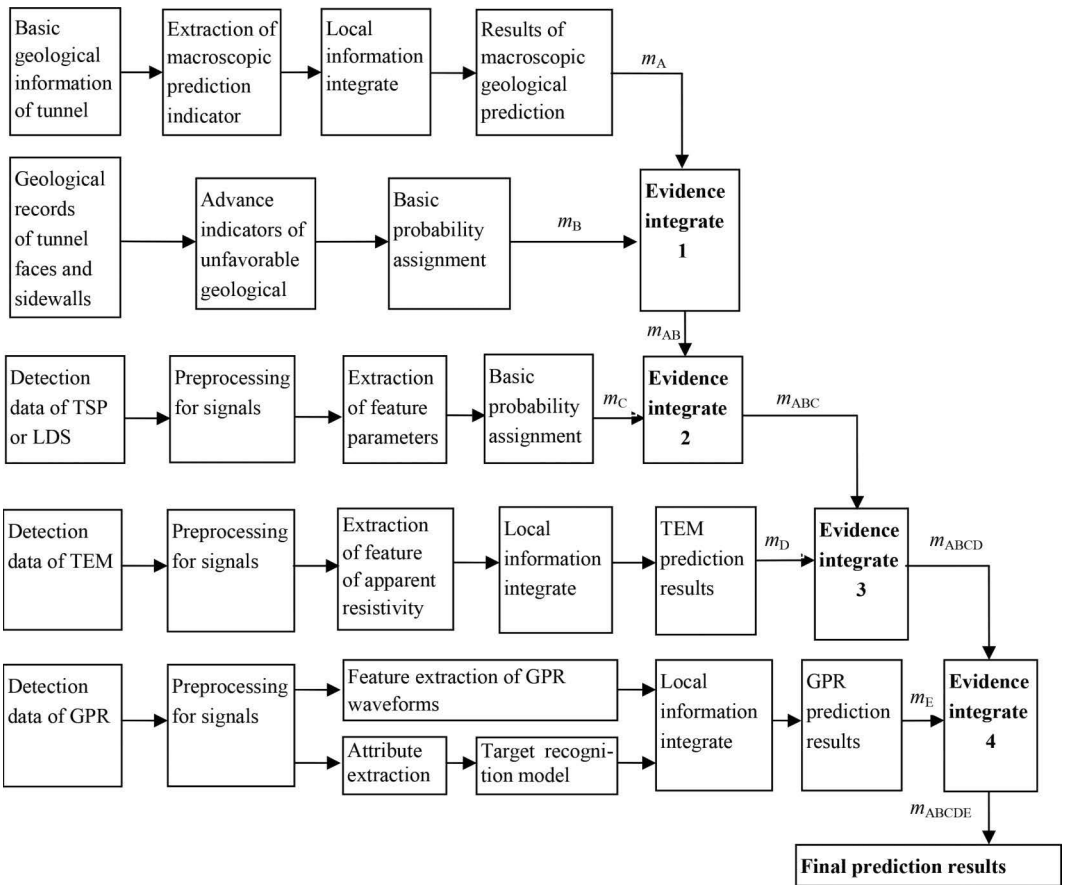 Basic
geological
information
of tunnel
Extraction of
macroscopic
prediction
indicator
Local
information
integrate
Results of
macroscopic
geological
prediction
mA
Geological
records
of tunnel
faces and
sidewalls
Advance
indicators of
unfavorable
geological
Basic
probability
assignment
mB
Evidence
integrate
1
mAB
Detection
data of TSP
or LDS
Preprocessing
for signals
Extraction
of feature
parameters
Basic
probability
assignment
mC
Evidence
integrate
2
mABC
Detection
data of TEM
Preprocessing
for signals
Extraction
of feature
of apparent
resistivity
Local
information
integrate
TEM
prediction
results
mD
Evidence
integrate
3
mABCD
Detection
data of GPR
Preprocessing
for signals
Feature extraction of GPR
waveforms
Attribute
extraction
Target recogni-
tion model
Local
information
integrate
GPR
prediction
results
mE
Evidence
integrate
4
mABCDE
Final prediction results